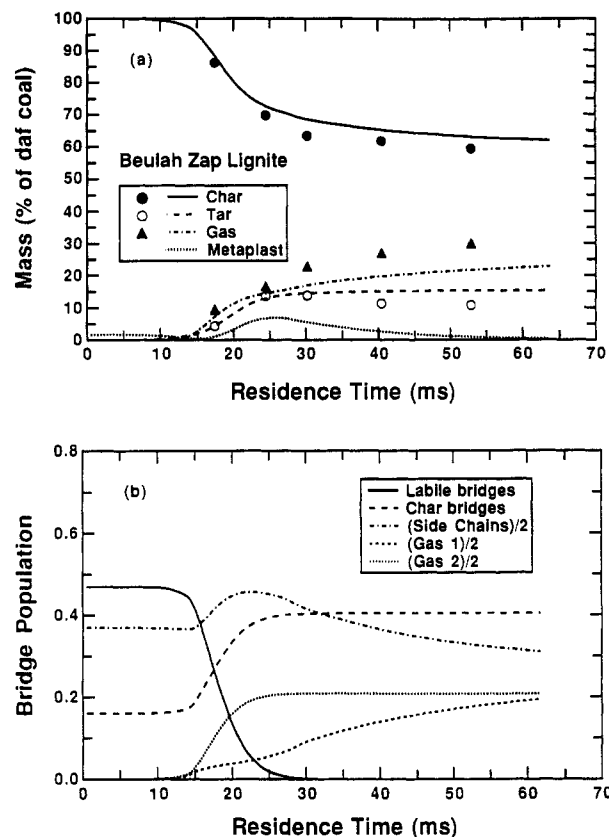 100
90
80
70
60
50
40
30
20
10
0
(a)
Beulah Zap Lignite
Char
Tar
Gas
Metaplast
Mass (% of daf coal)
0 10 20 30 40 50 60 70
Residence Time (ms)
0.8
0.6
0.4
0.2
0.0
(b)
Labile bridges
Char bridges
(Side Chains)/2
(Gas 1)/2
(Gas 2)/2
Bridge Population
0 10 20 30 40 50 60 70
Residence Time (ms)